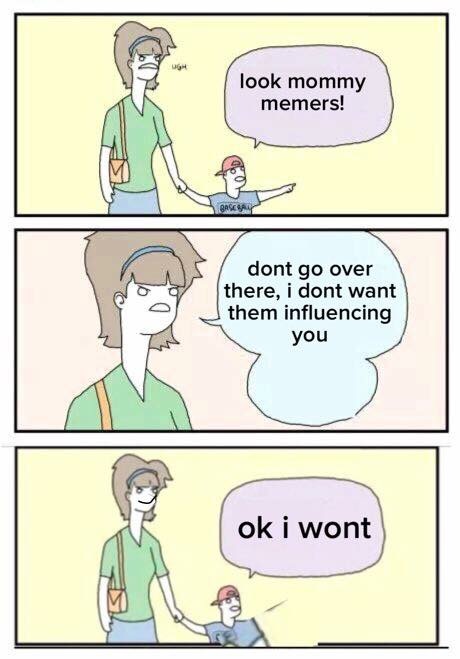 UGH
look mommy
memers!
BASEBALL
dont go over
there, i dont want
them influencing
you
ok i wont